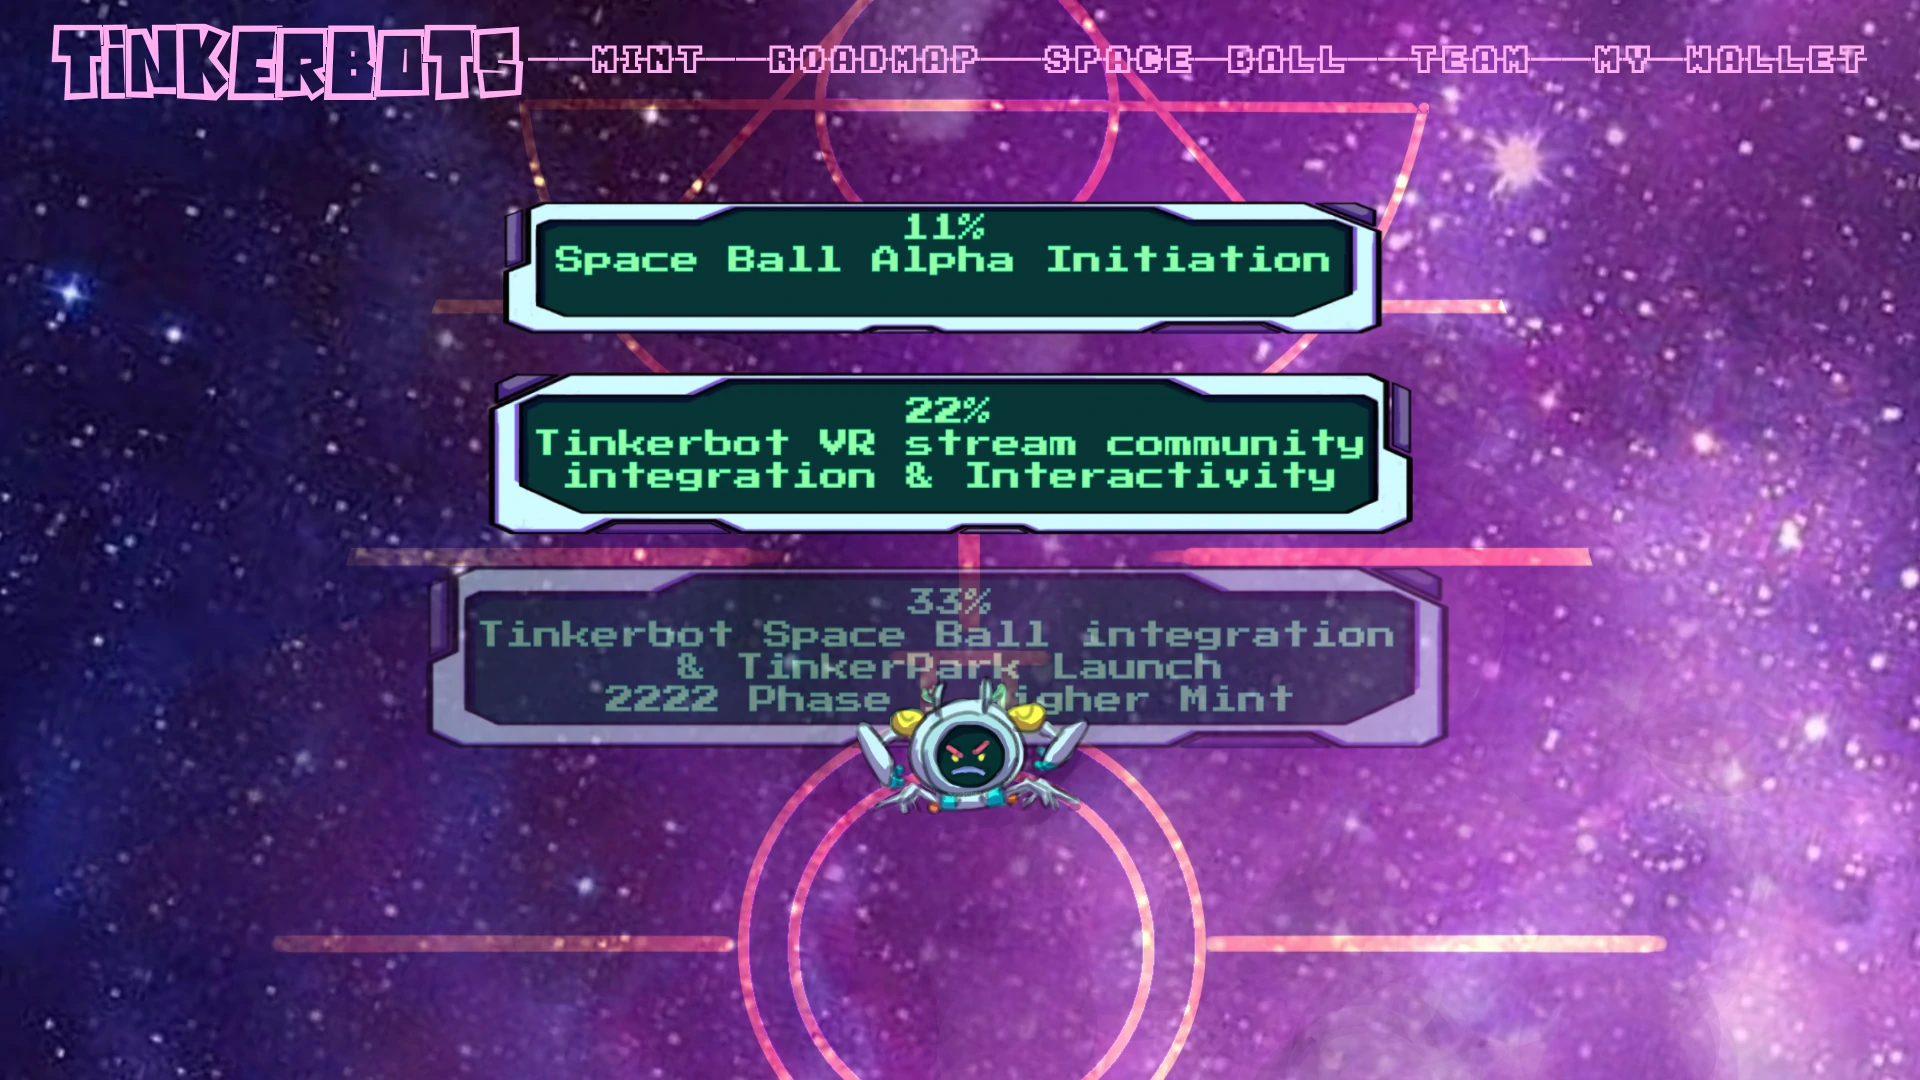 TiNKERBOTS
MINT ROADMAP SPACE BALL TEAM MY WALLET
11%
Space Ball Alpha Initiation
22%
Tinkerbot VR stream community
integration & Interactivity
33%
Tinkerbot Space Ball integration
& TinkerPark Launch
2222 Phase Mint